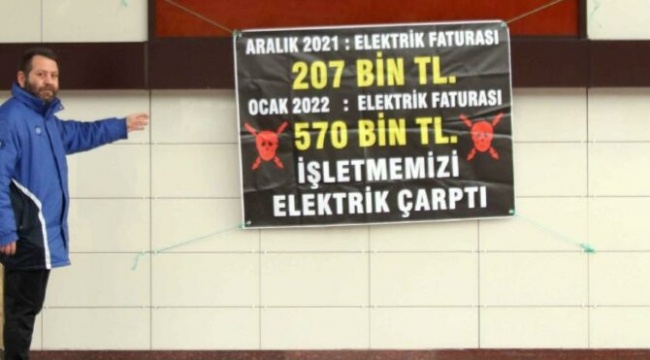 ARALIK 2021 : ELEKTRİK FATURASI
207 BİN TL.
OCAK 2022 : ELEKTRİK FATURASI
570 BİN TL.
İŞLETMEMİZİ
ELEKTRİK ÇARPTI